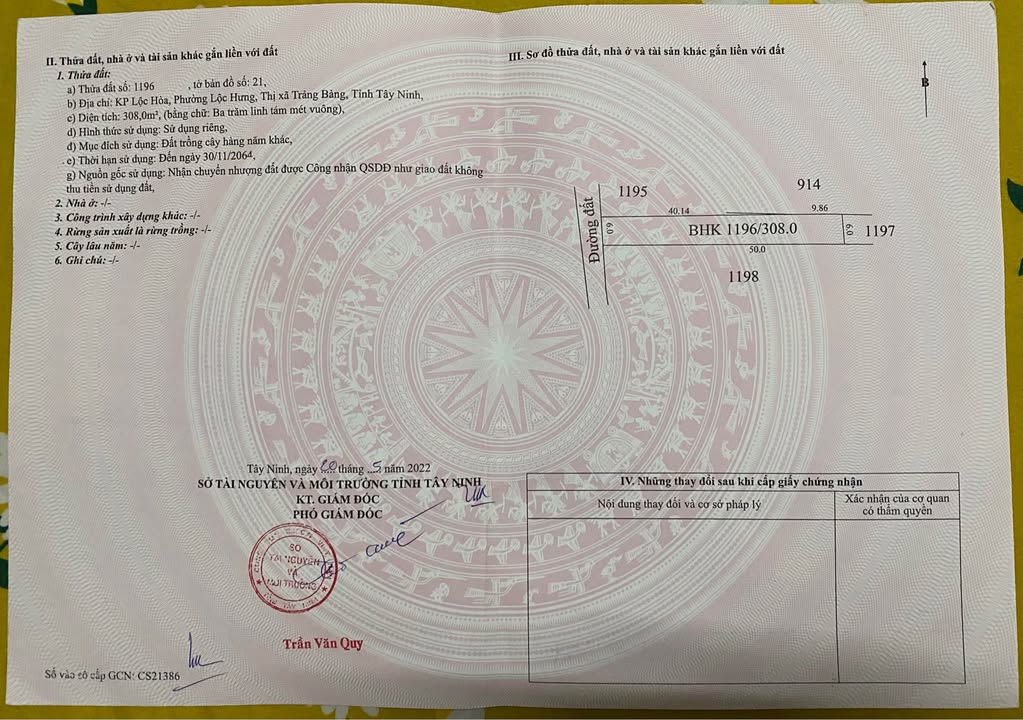 II. Thửa đất, nhà ở và tài sản khác gắn liền với đất
1. Thửa đất:
a) Thửa đất số: 1196 , tờ bản đồ số: 21,
b) Địa chỉ: KP Lộc Hòa, Phường Lộc Hưng, Thị xã Trảng Bàng, Tỉnh Tây Ninh,
c) Diện tích: 308,0m², (bằng chữ: Ba trăm linh tám mét vuông),
d) Hình thức sử dụng: Sử dụng riêng,
đ) Mục đích sử dụng: Đất trồng cây hàng năm khác,
e) Thời hạn sử dụng: Đến ngày 30/11/2064,
g) Nguồn gốc sử dụng: Nhận chuyển nhượng đất được Công nhận QSDĐ như giao đất không
thu tiền sử dụng đất,
2. Nhà ở: -/-
3. Công trình xây dựng khác: -/-
4. Rừng sản xuất là rừng trồng: -/-
5. Cây lâu năm: -/-
6. Ghi chú: -/-
III. Sơ đồ thửa đất, nhà ở và tài sản khác gắn liền với đất
B
1195
914
40.14
9.86
Đường đất
6.0
BHK 1196/308.0
6.0
1197
50.0
1198
Tây Ninh, ngày 20 tháng 5 năm 2022
SỞ TÀI NGUYÊN VÀ MÔI TRƯỜNG TỈNH TÂY NINH
KT. GIÁM ĐỐC
PHÓ GIÁM ĐỐC
SỞ
TÀI NGUYÊN
VÀ
MÔI TRƯỜNG
Trần Văn Quy
Số vào sổ cấp GCN: CS21386
IV. Những thay đổi sau khi cấp giấy chứng nhận
Nội dung thay đổi và cơ sở pháp lý
Xác nhận của cơ quan
có thẩm quyền